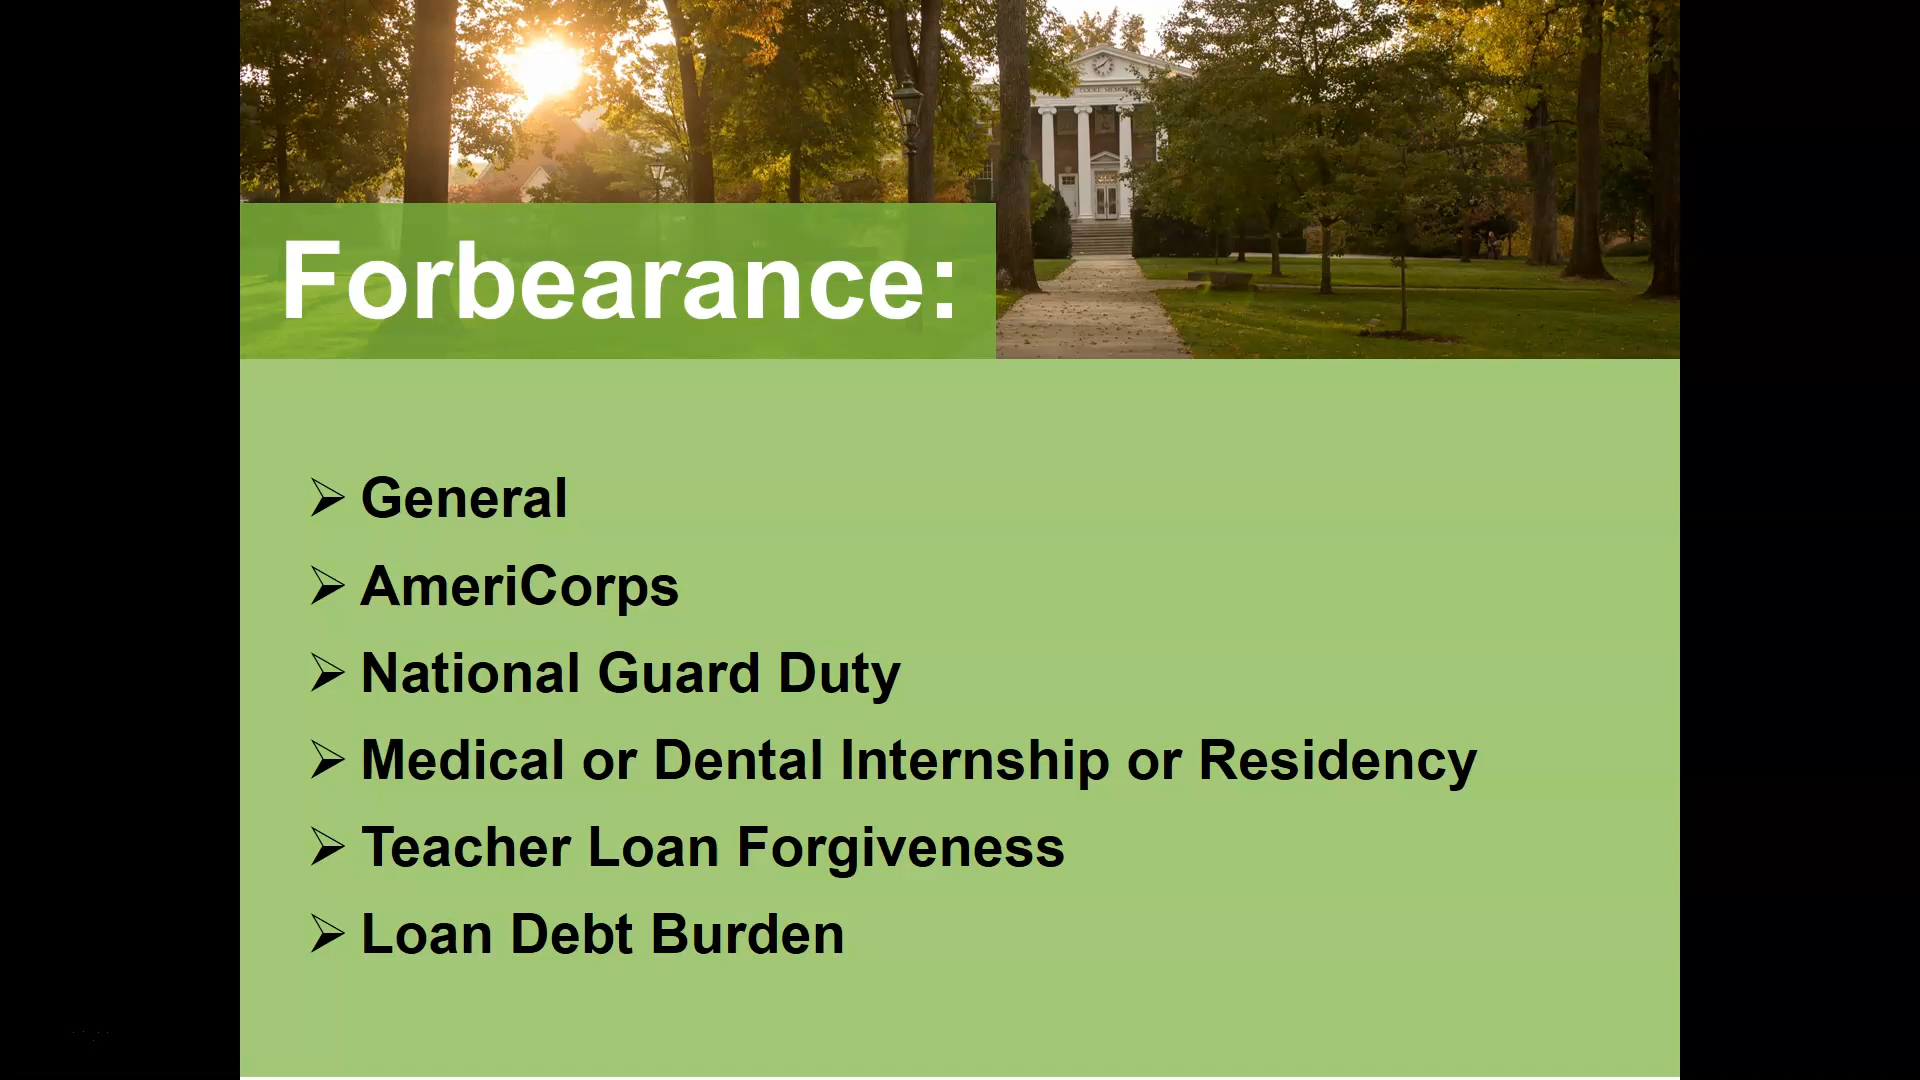 Forbearance:
General
AmeriCorps
National Guard Duty
Medical or Dental Internship or Residency
Teacher Loan Forgiveness
Loan Debt Burden